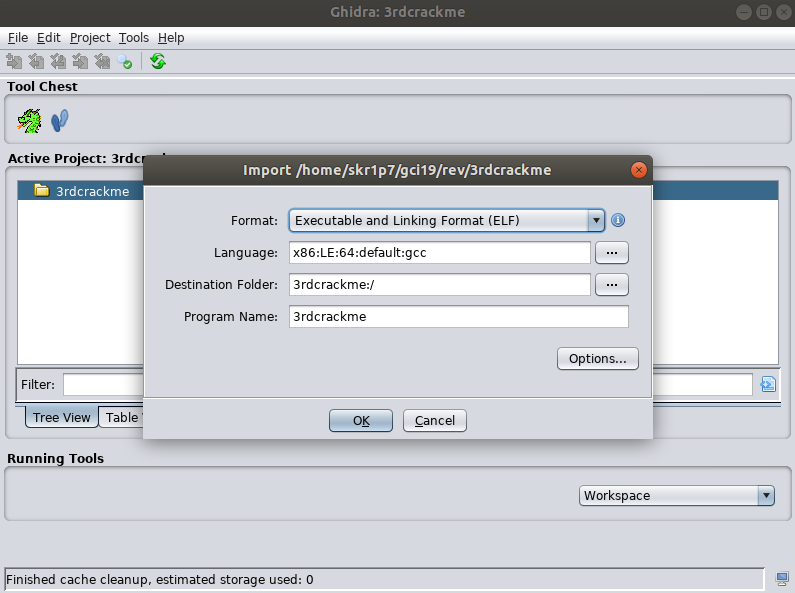 Ghidra: 3rdcrackme
File Edit Project Tools Help
Tool Chest
Active Project: 3rdcr
Import /home/skr1p7/gci19/rev/3rdcrackme
3rdcrackme
Format: Executable and Linking Format (ELF)
Language: x86:LE:64:default:gcc ...
Destination Folder: 3rdcrackme:/ ...
Program Name: 3rdcrackme
Options...
Filter:
OK Cancel
Tree View Table
Running Tools
Workspace
Finished cache cleanup, estimated storage used: 0